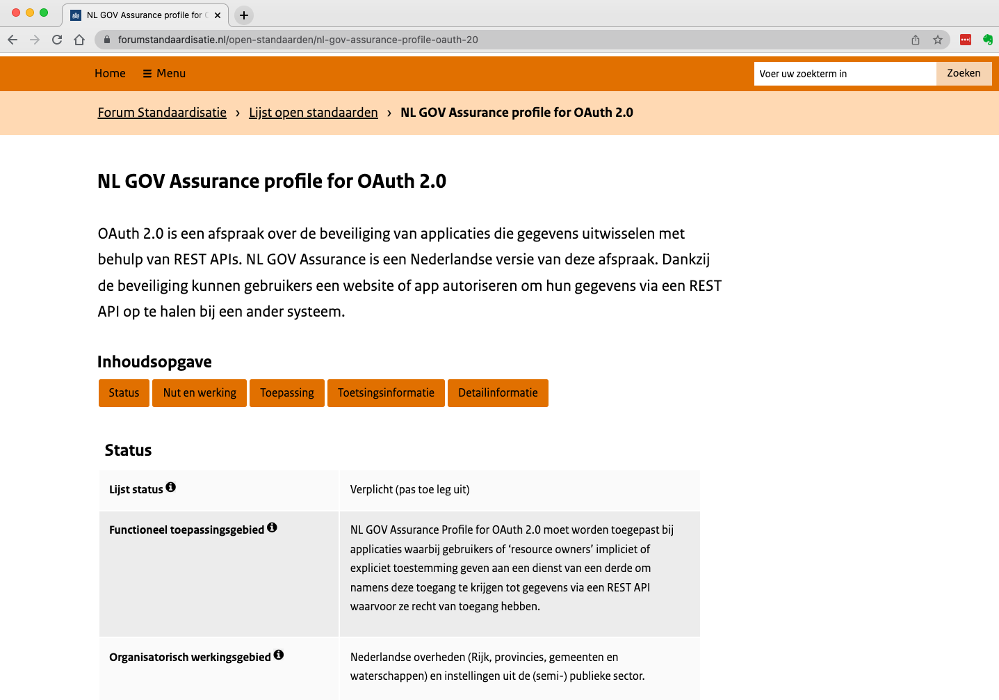 NL GOV Assurance profile for
forumstandaardisatie.nl/open-standaarden/nl-gov-assurance-profile-oauth-20
Home Menu Voer uw zoekterm in Zoeken
Forum Standaardisatie › Lijst open standaarden › NL GOV Assurance profile for OAuth 2.0
NL GOV Assurance profile for OAuth 2.0
OAuth 2.0 is een afspraak over de beveiliging van applicaties die gegevens uitwisselen met
behulp van REST APIs. NL GOV Assurance is een Nederlandse versie van deze afspraak. Dankzij
de beveiliging kunnen gebruikers een website of app autoriseren om hun gegevens via een REST
API op te halen bij een ander systeem.
Inhoudsopgave
Status Nut en werking Toepassing Toetsingsinformatie Detailinformatie
Status
Lijst status
Verplicht (pas toe leg uit)
Functioneel toepassingsgebied
NL GOV Assurance Profile for OAuth 2.0 moet worden toegepast bij
applicaties waarbij gebruikers of ‘resource owners’ impliciet of
expliciet toestemming geven aan een dienst van een derde om
namens deze toegang te krijgen tot gegevens via een REST API
waarvoor ze recht van toegang hebben.
Organisatorisch werkingsgebied
Nederlandse overheden (Rijk, provincies, gemeenten en
waterschappen) en instellingen uit de (semi-) publieke sector.